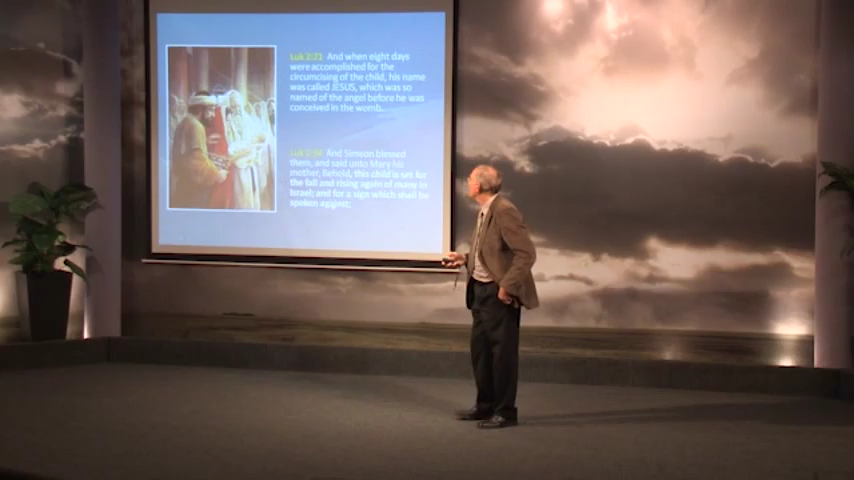 Luk 2:21 And when eight days
were accomplished for the
circumcising of the child, his name
was called JESUS, which was so
named of the angel before he was
conceived in the womb.
Luk 2:34 And Simeon blessed
them, and said unto Mary his
mother, Behold, this child is set for
the fall and rising again of many in
Israel; and for a sign which shall be
spoken against;